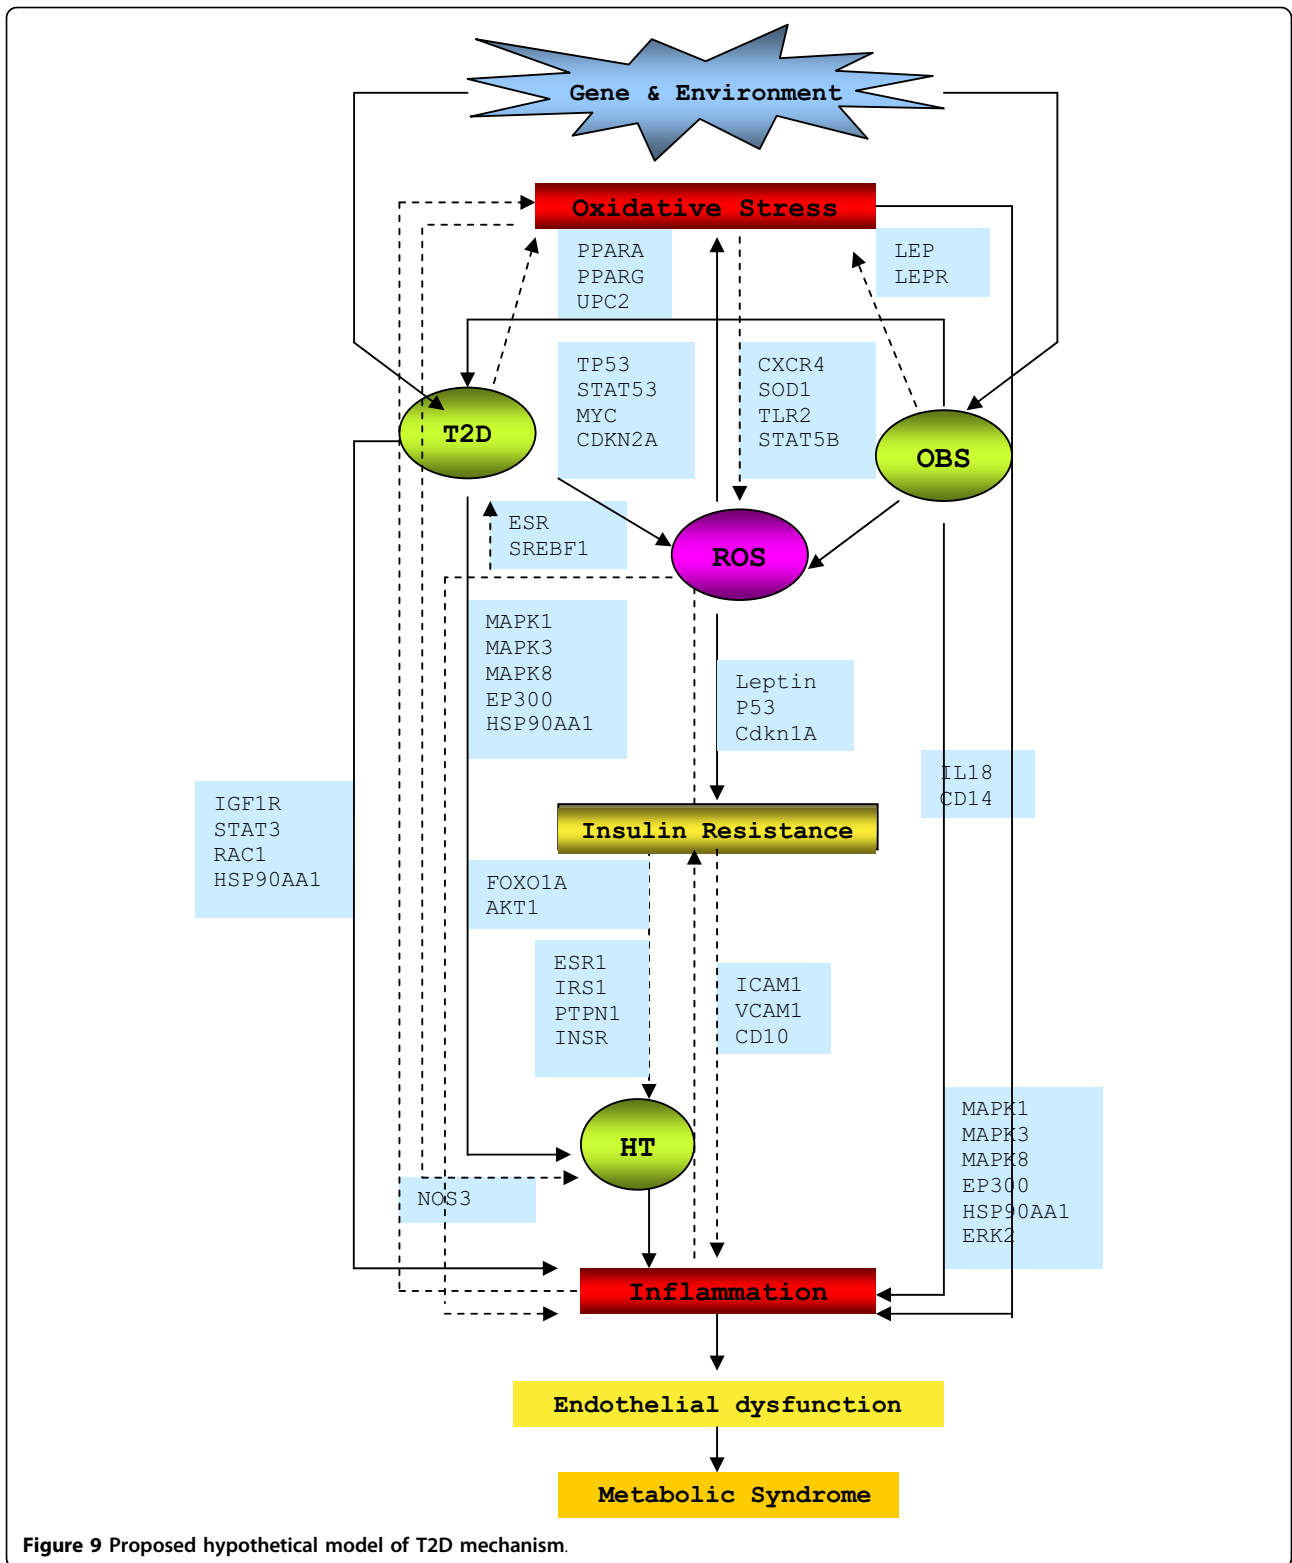 Gene & Environment
Oxidative Stress
PPARA
PPARG
UPC2
LEP
LEPR
TP53
STAT53
MYC
CDKN2A
CXCR4
SOD1
TLR2
STAT5B
T2D
OBS
ESR
SREBF1
ROS
MAPK1
MAPK3
MAPK8
EP300
HSP90AA1
Leptin
P53
Cdkn1A
IL18
CD14
IGF1R
STAT3
RAC1
HSP90AA1
Insulin Resistance
FOXO1A
AKT1
ESR1
IRS1
PTPN1
INSR
ICAM1
VCAM1
CD10
MAPK1
MAPK3
MAPK8
EP300
HSP90AA1
ERK2
HT
NOS3
Inflammation
Endothelial dysfunction
Metabolic Syndrome
Figure 9 Proposed hypothetical model of T2D mechanism.